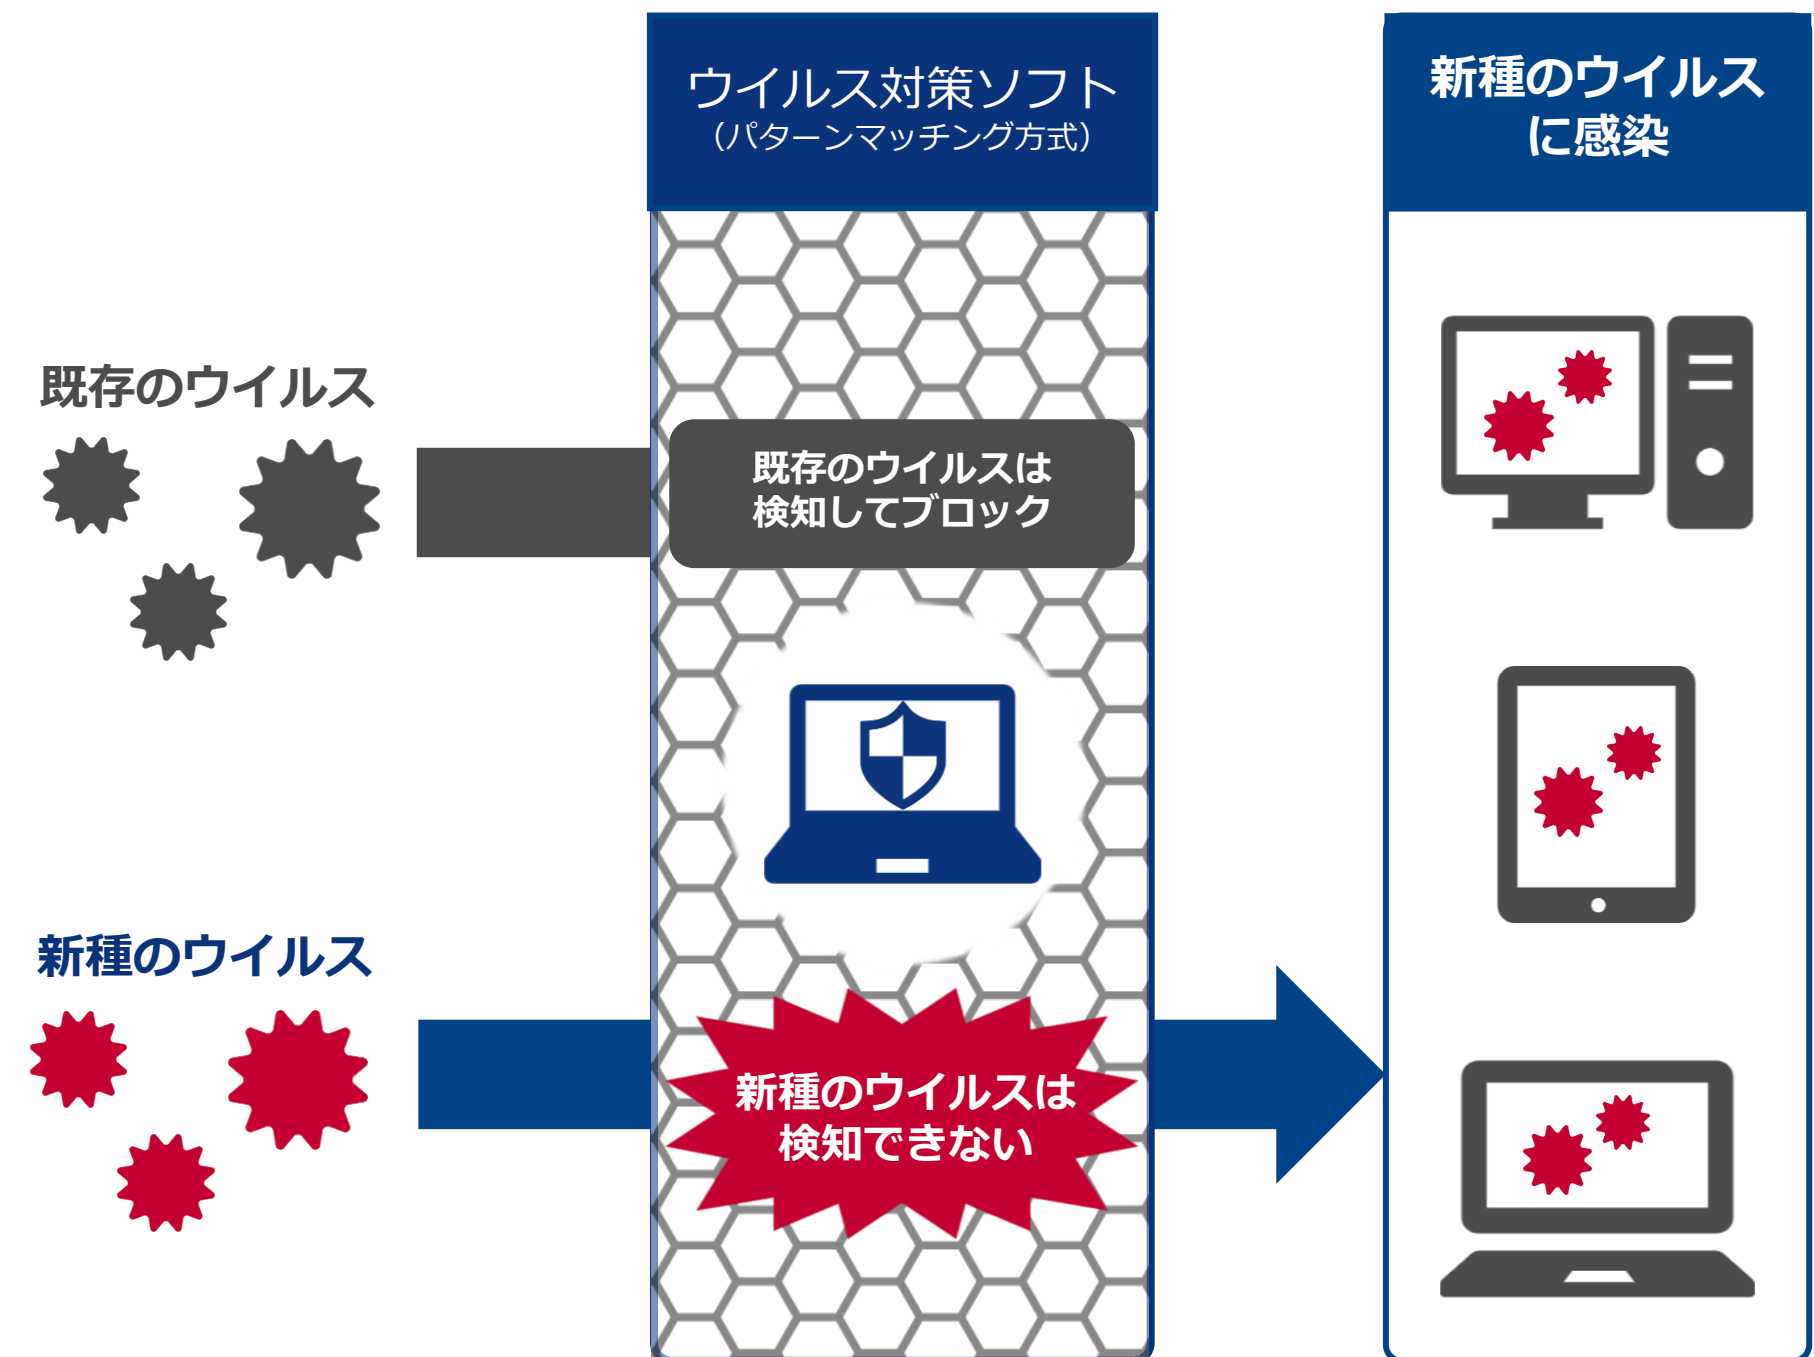 ウイルス対策ソフト
（パターンマッチング方式）
新種のウイルス
に感染
既存のウイルス
既存のウイルスは
検知してブロック
新種のウイルス
新種のウイルスは
検知できない